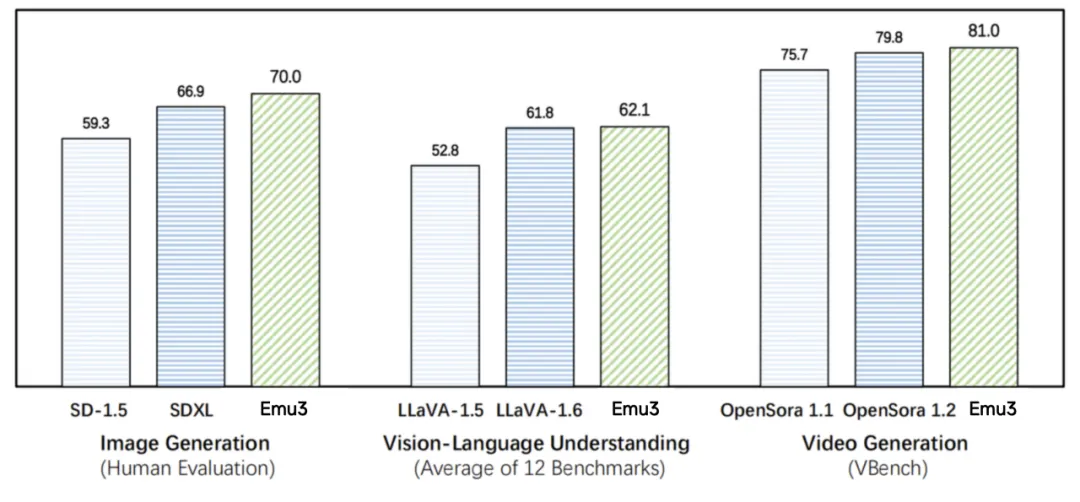 59.3
66.9
70.0
52.8
61.8
62.1
75.7
79.8
81.0
SD-1.5 SDXL Emu3
Image Generation
(Human Evaluation)
LLaVA-1.5 LLaVA-1.6 Emu3
Vision-Language Understanding
(Average of 12 Benchmarks)
OpenSora 1.1 OpenSora 1.2 Emu3
Video Generation
(VBench)